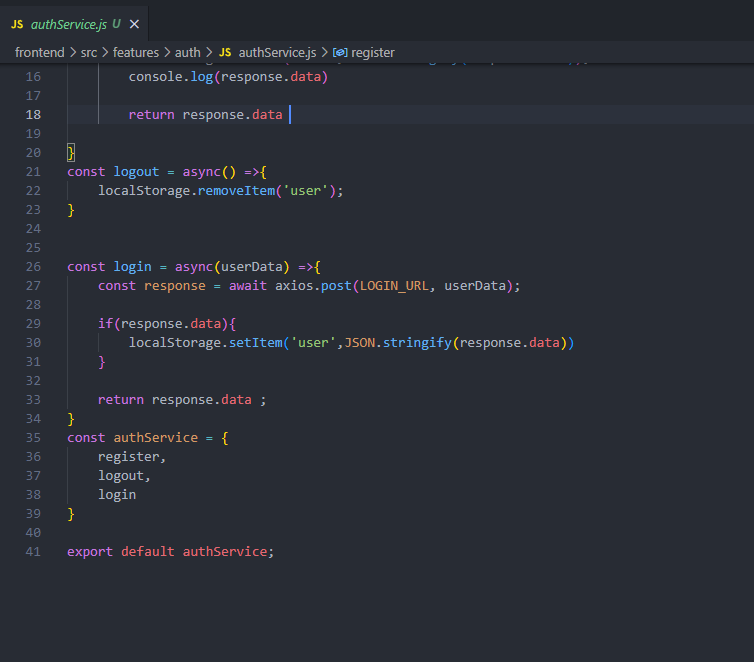 JS authService.js U ×
frontend > src > features > auth > JS authService.js > register
16 console.log(response.data)
17
18 return response.data
19
20 }
21 const logout = async() =>{
22 localStorage.removeItem('user');
23 }
24
25
26 const login = async(userData) =>{
27 const response = await axios.post(LOGIN_URL, userData);
28
29 if(response.data){
30 localStorage.setItem('user',JSON.stringify(response.data))
31 }
32
33 return response.data ;
34 }
35 const authService = {
36 register,
37 logout,
38 login
39 }
40
41 export default authService;